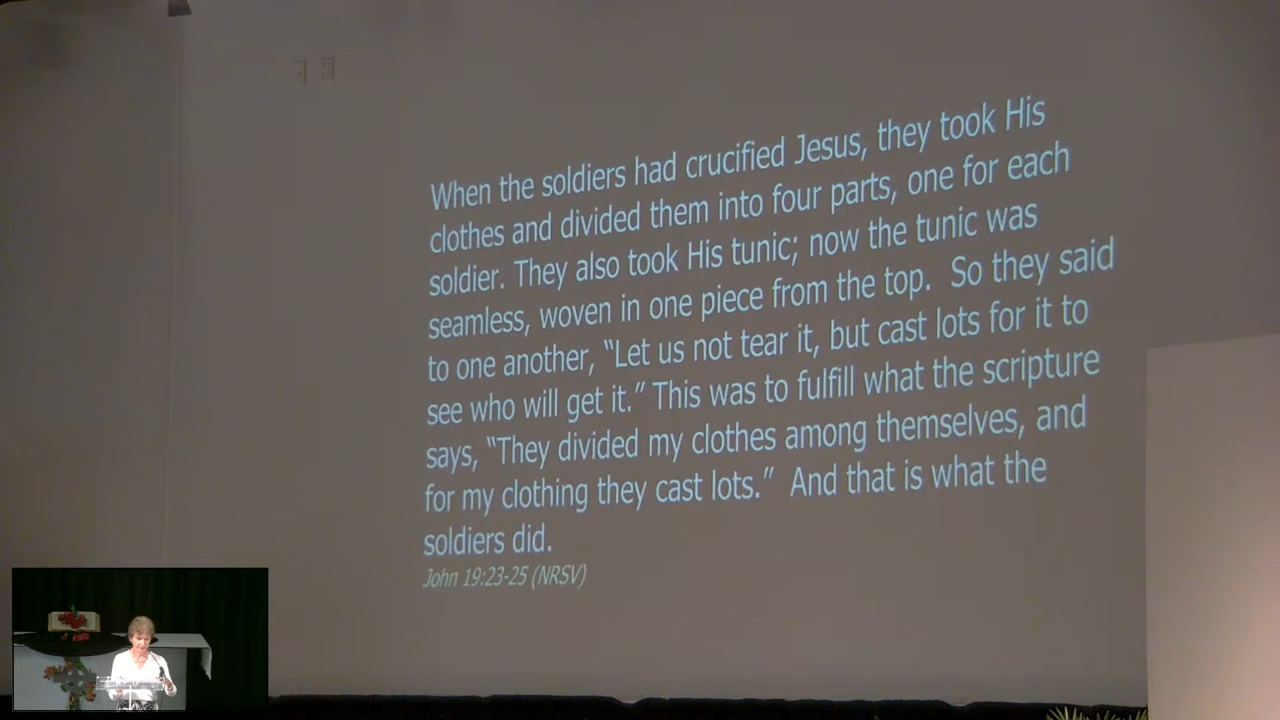 When the soldiers had crucified Jesus, they took His
clothes and divided them into four parts, one for each
soldier. They also took His tunic; now the tunic was
seamless, woven in one piece from the top.  So they said
to one another, “Let us not tear it, but cast lots for it to
see who will get it.” This was to fulfill what the scripture
says, “They divided my clothes among themselves, and
for my clothing they cast lots.”  And that is what the
soldiers did.
John 19:23-25 (NRSV)